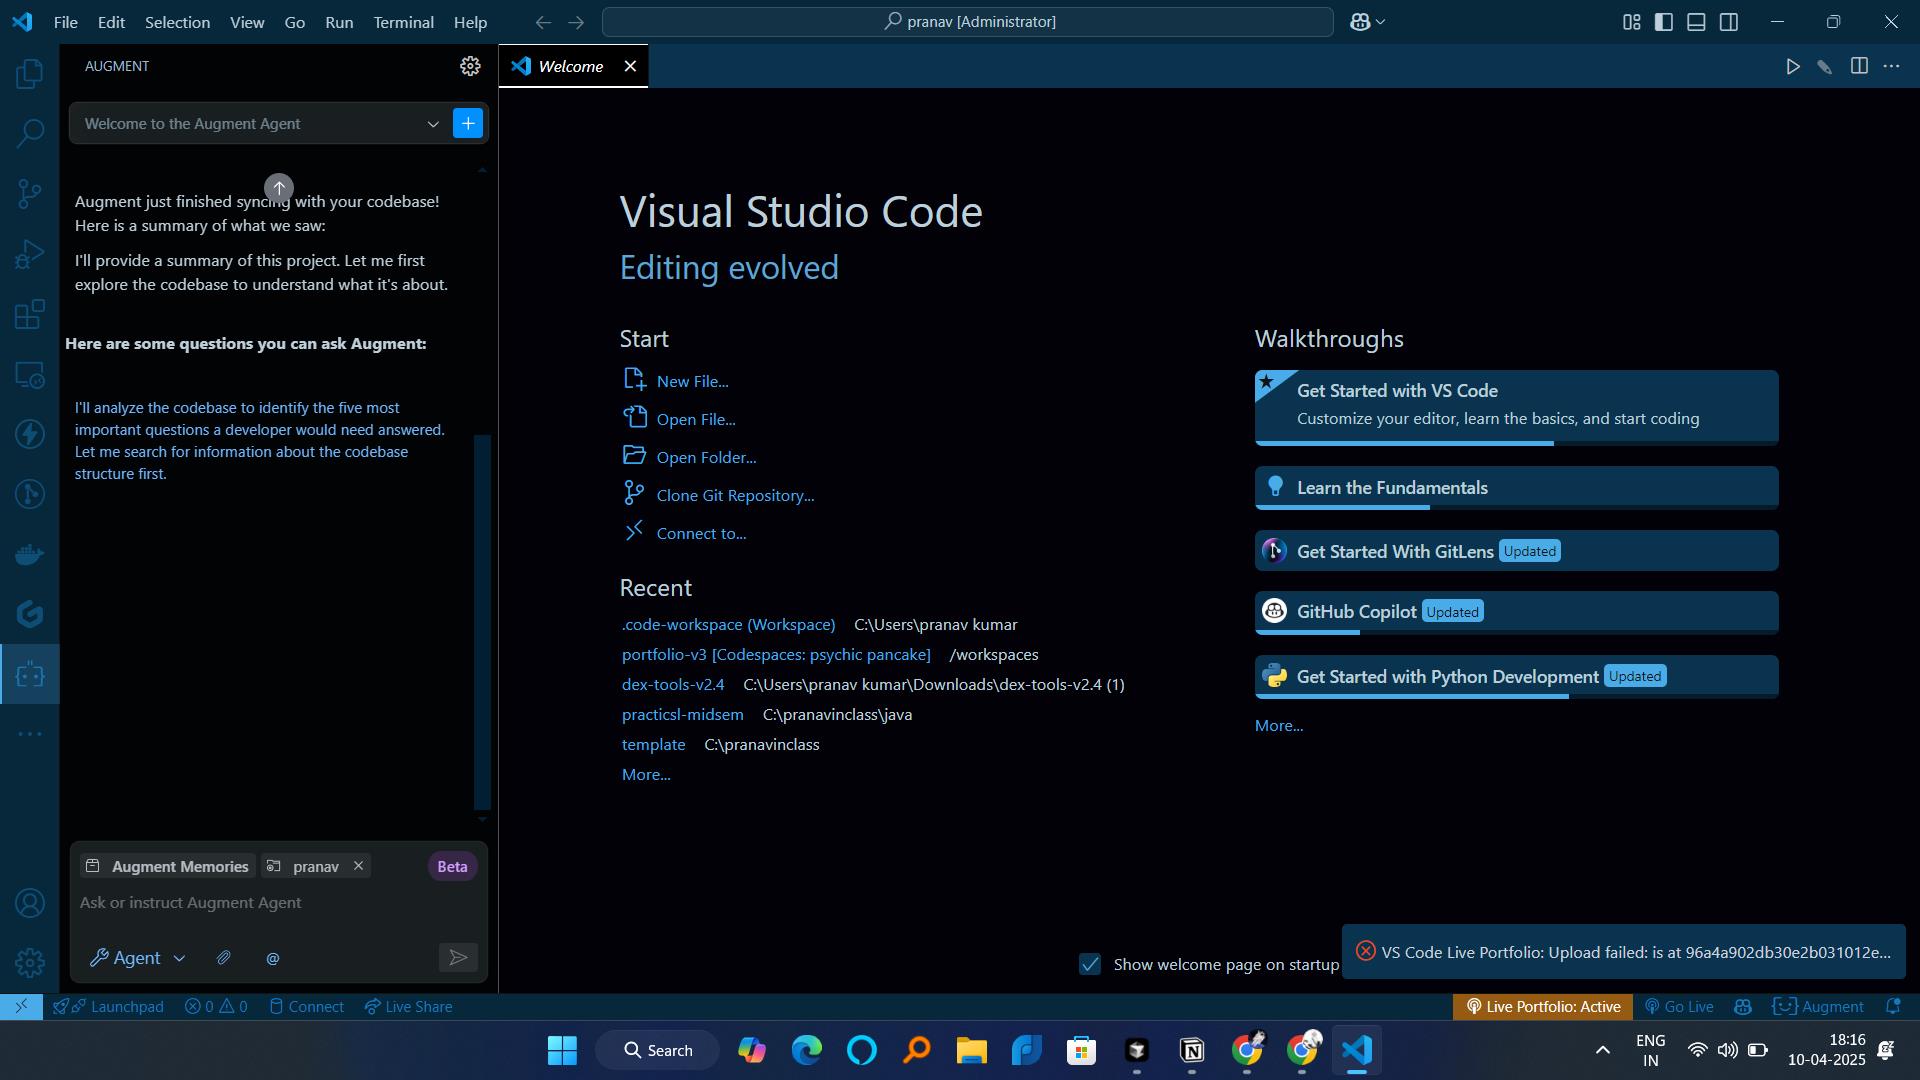 File Edit Selection View Go Run Terminal Help
pranav [Administrator]
AUGMENT
Welcome
Welcome to the Augment Agent
Augment just finished syncing with your codebase!
Here is a summary of what we saw:
I'll provide a summary of this project. Let me first
explore the codebase to understand what it's about.
Here are some questions you can ask Augment:
I'll analyze the codebase to identify the five most
important questions a developer would need answered.
Let me search for information about the codebase
structure first.
Augment Memories pranav Beta
Ask or instruct Augment Agent
Agent @
Visual Studio Code
Editing evolved
Start
New File...
Open File...
Open Folder...
Clone Git Repository...
Connect to...
Recent
.code-workspace (Workspace) C:\Users\pranav kumar
portfolio-v3 [Codespaces: psychic pancake] /workspaces
dex-tools-v2.4 C:\Users\pranav kumar\Downloads\dex-tools-v2.4 (1)
practicsl-midsem C:\pranavinclass\java
template C:\pranavinclass
More...
Walkthroughs
Get Started with VS Code
Customize your editor, learn the basics, and start coding
Learn the Fundamentals
Get Started With GitLens Updated
GitHub Copilot Updated
Get Started with Python Development Updated
More...
Show welcome page on startup
VS Code Live Portfolio: Upload failed: is at 96a4a902db30e2b031012e...
Launchpad 0 0 Connect Live Share
Live Portfolio: Active Go Live Augment
Search
ENG
IN
18:16
10-04-2025